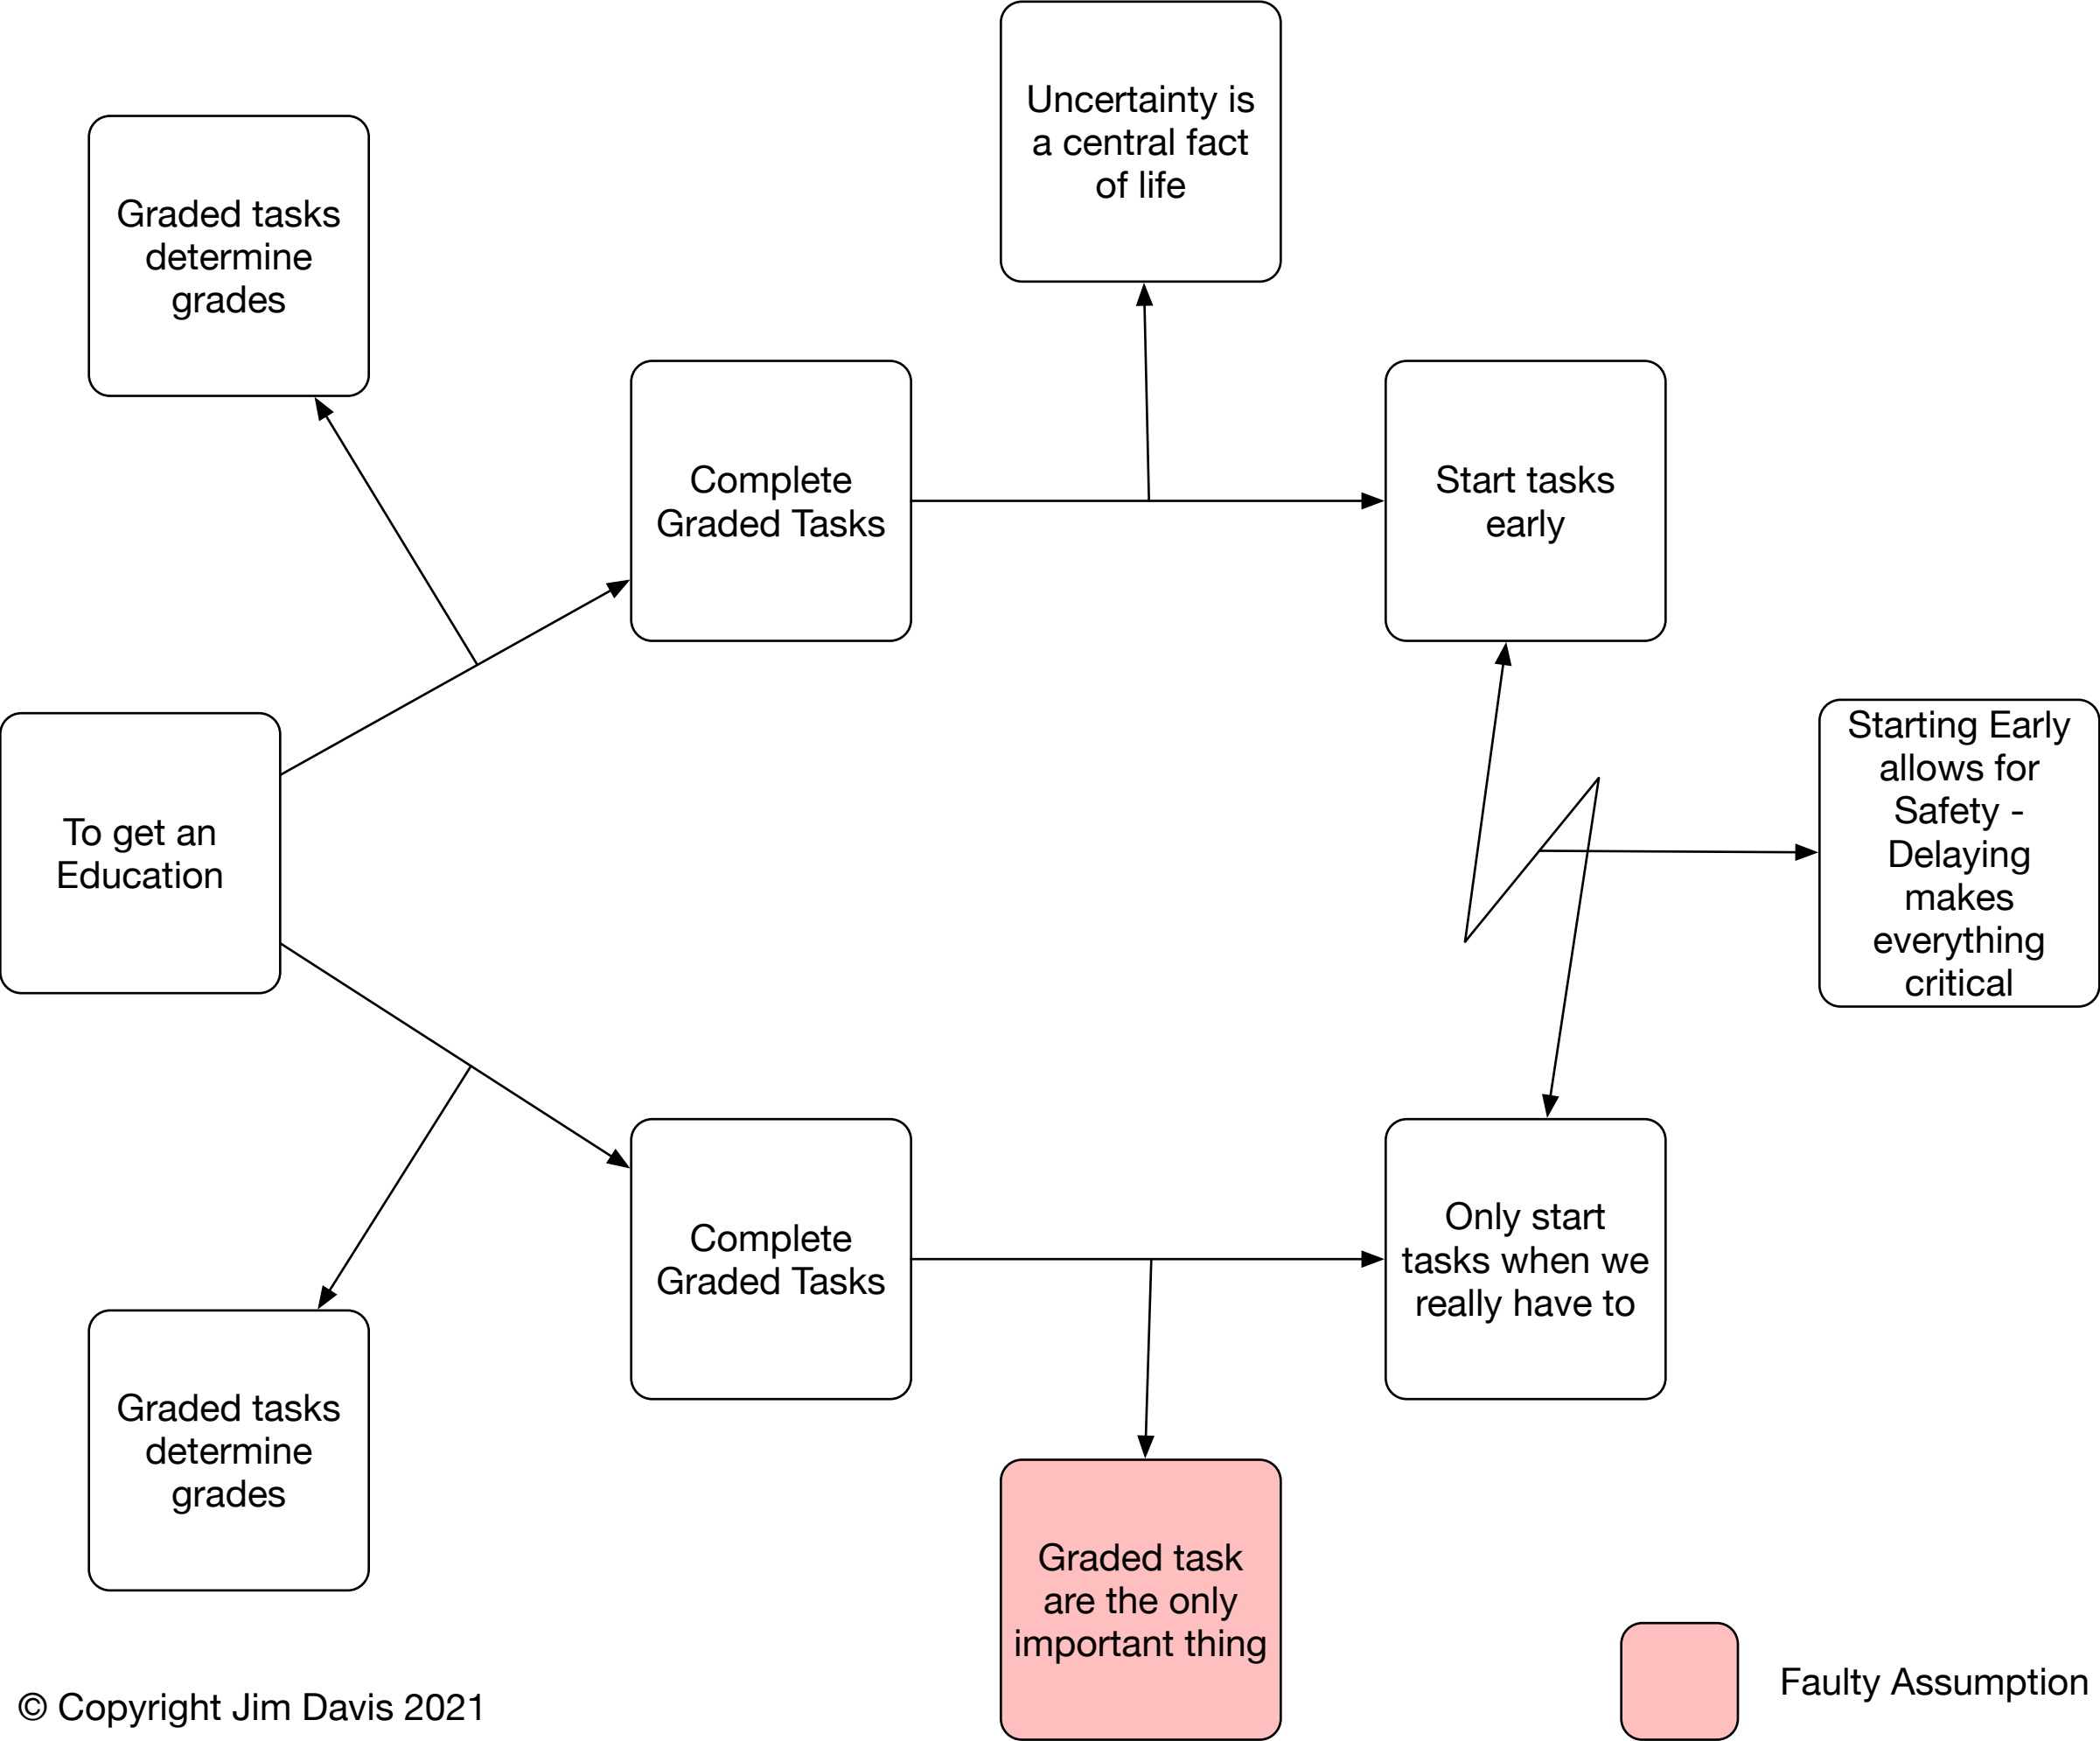 Uncertainty is
a central fact
of life
Graded tasks
determine
grades
Complete
Graded Tasks
Start tasks
early
To get an
Education
Starting Early
allows for
Safety -
Delaying
makes
everything
critical
Complete
Graded Tasks
Only start
tasks when we
really have to
Graded tasks
determine
grades
Graded task
are the only
important thing
Faulty Assumption
© Copyright Jim Davis 2021